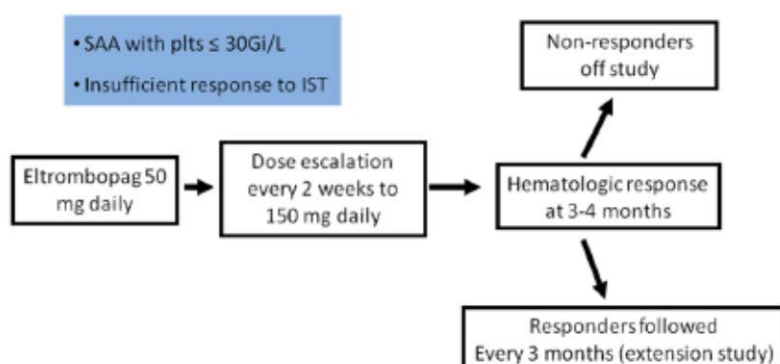 • SAA with plts ≤ 30Gi/L
• Insufficient response to IST
Non-responders
off study
Eltrombopag 50
mg daily
Dose escalation
every 2 weeks to
150 mg daily
Hematologic response
at 3-4 months
Responders followed
Every 3 months (extension study)